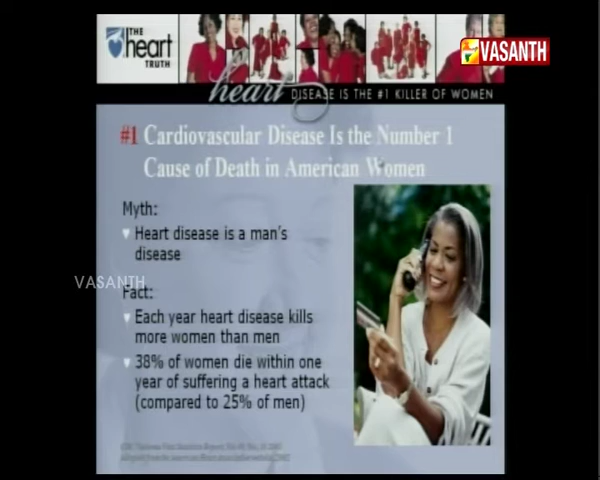 THE
heart
TRUTH
VASANTH
heart DISEASE IS THE #1 KILLER OF WOMEN
#1 Cardiovascular Disease Is the Number 1
Cause of Death in American Women
Myth:
Heart disease is a man's
disease
VASANTH
Fact:
Each year heart disease kills
more women than men
38% of women die within one
year of suffering a heart attack
(compared to 25% of men)